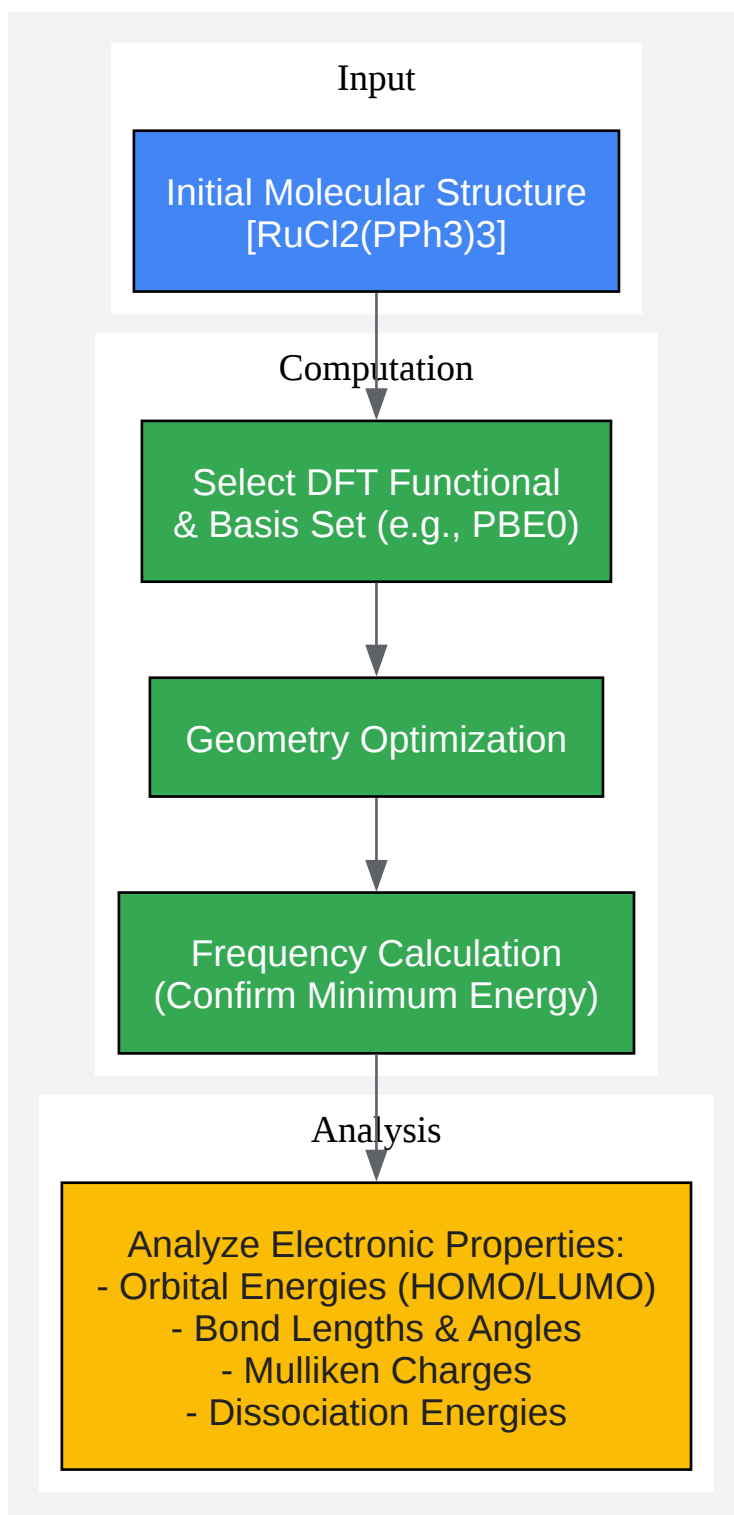 Input
Initial Molecular Structure
[RuCl2(PPh3)3]
Computation
Select DFT Functional
& Basis Set (e.g., PBE0)
Geometry Optimization
Frequency Calculation
(Confirm Minimum Energy)
Analysis
Analyze Electronic Properties:
- Orbital Energies (HOMO/LUMO)
- Bond Lengths & Angles
- Mulliken Charges
- Dissociation Energies